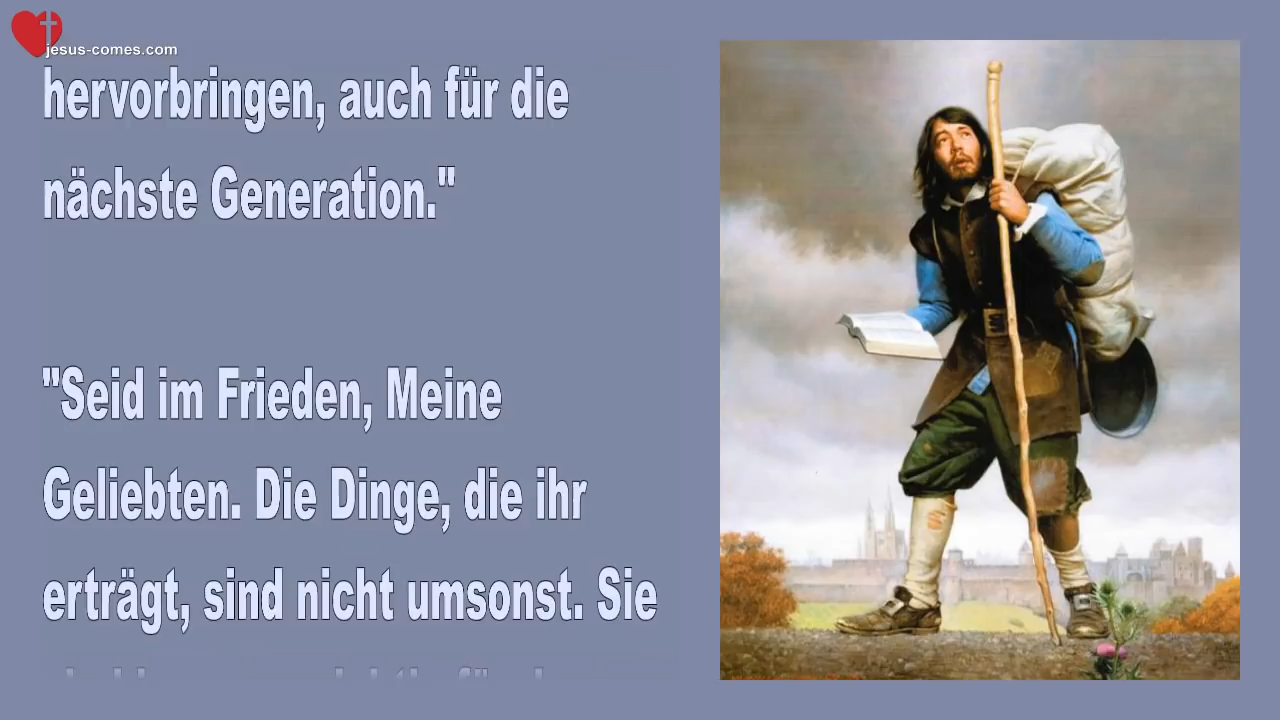 jesus-comes.com
hervorbringen, auch für die
nächste Generation."
"Seid im Frieden, Meine
Geliebten. Die Dinge, die ihr
erträgt, sind nicht umsonst. Sie